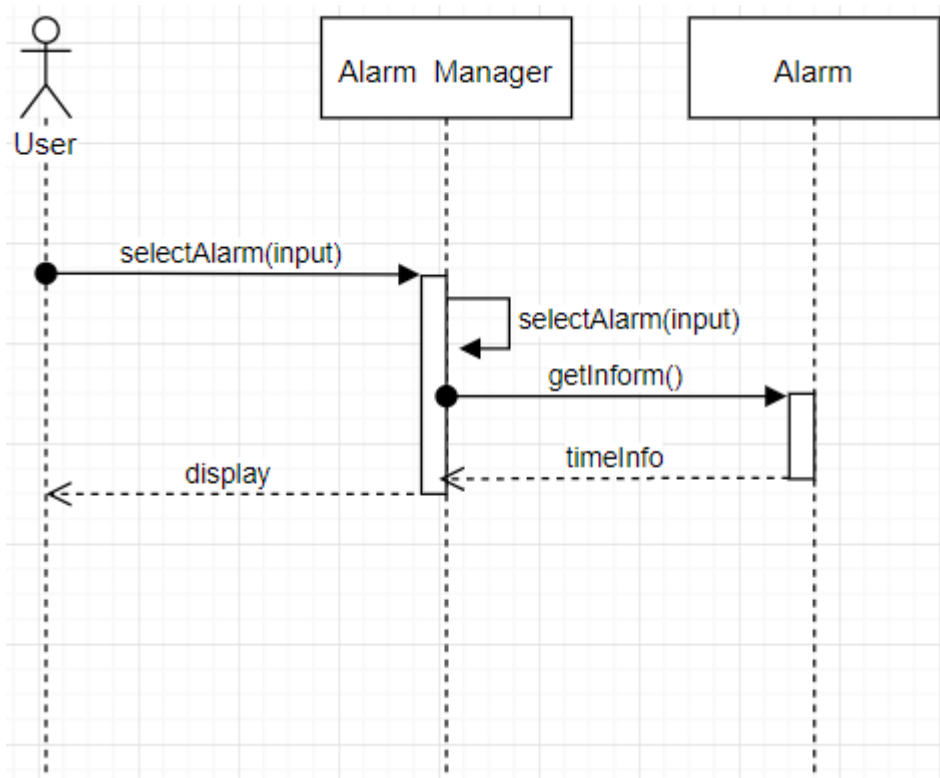 Alarm Manager
Alarm
User
selectAlarm(input)
selectAlarm(input)
getInform()
timeInfo
display